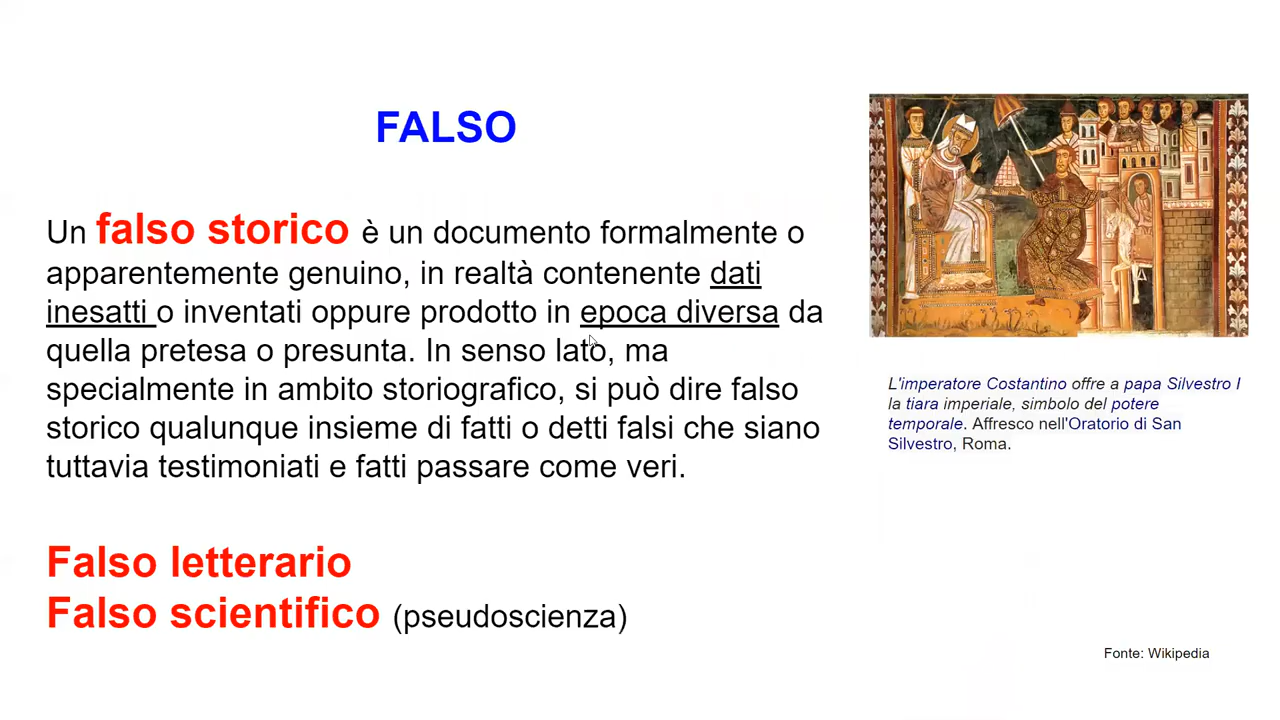 FALSO
Un falso storico è un documento formalmente o
apparentemente genuino, in realtà contenente dati
inesatti o inventati oppure prodotto in epoca diversa da
quella pretesa o presunta. In senso lato, ma
specialmente in ambito storiografico, si può dire falso
storico qualunque insieme di fatti o detti falsi che siano
tuttavia testimoniati e fatti passare come veri.
Falso letterario
Falso scientifico (pseudoscienza)
L'imperatore Costantino offre a papa Silvestro I
la tiara imperiale, simbolo del potere
temporale. Affresco nell'Oratorio di San
Silvestro, Roma.
Fonte: Wikipedia